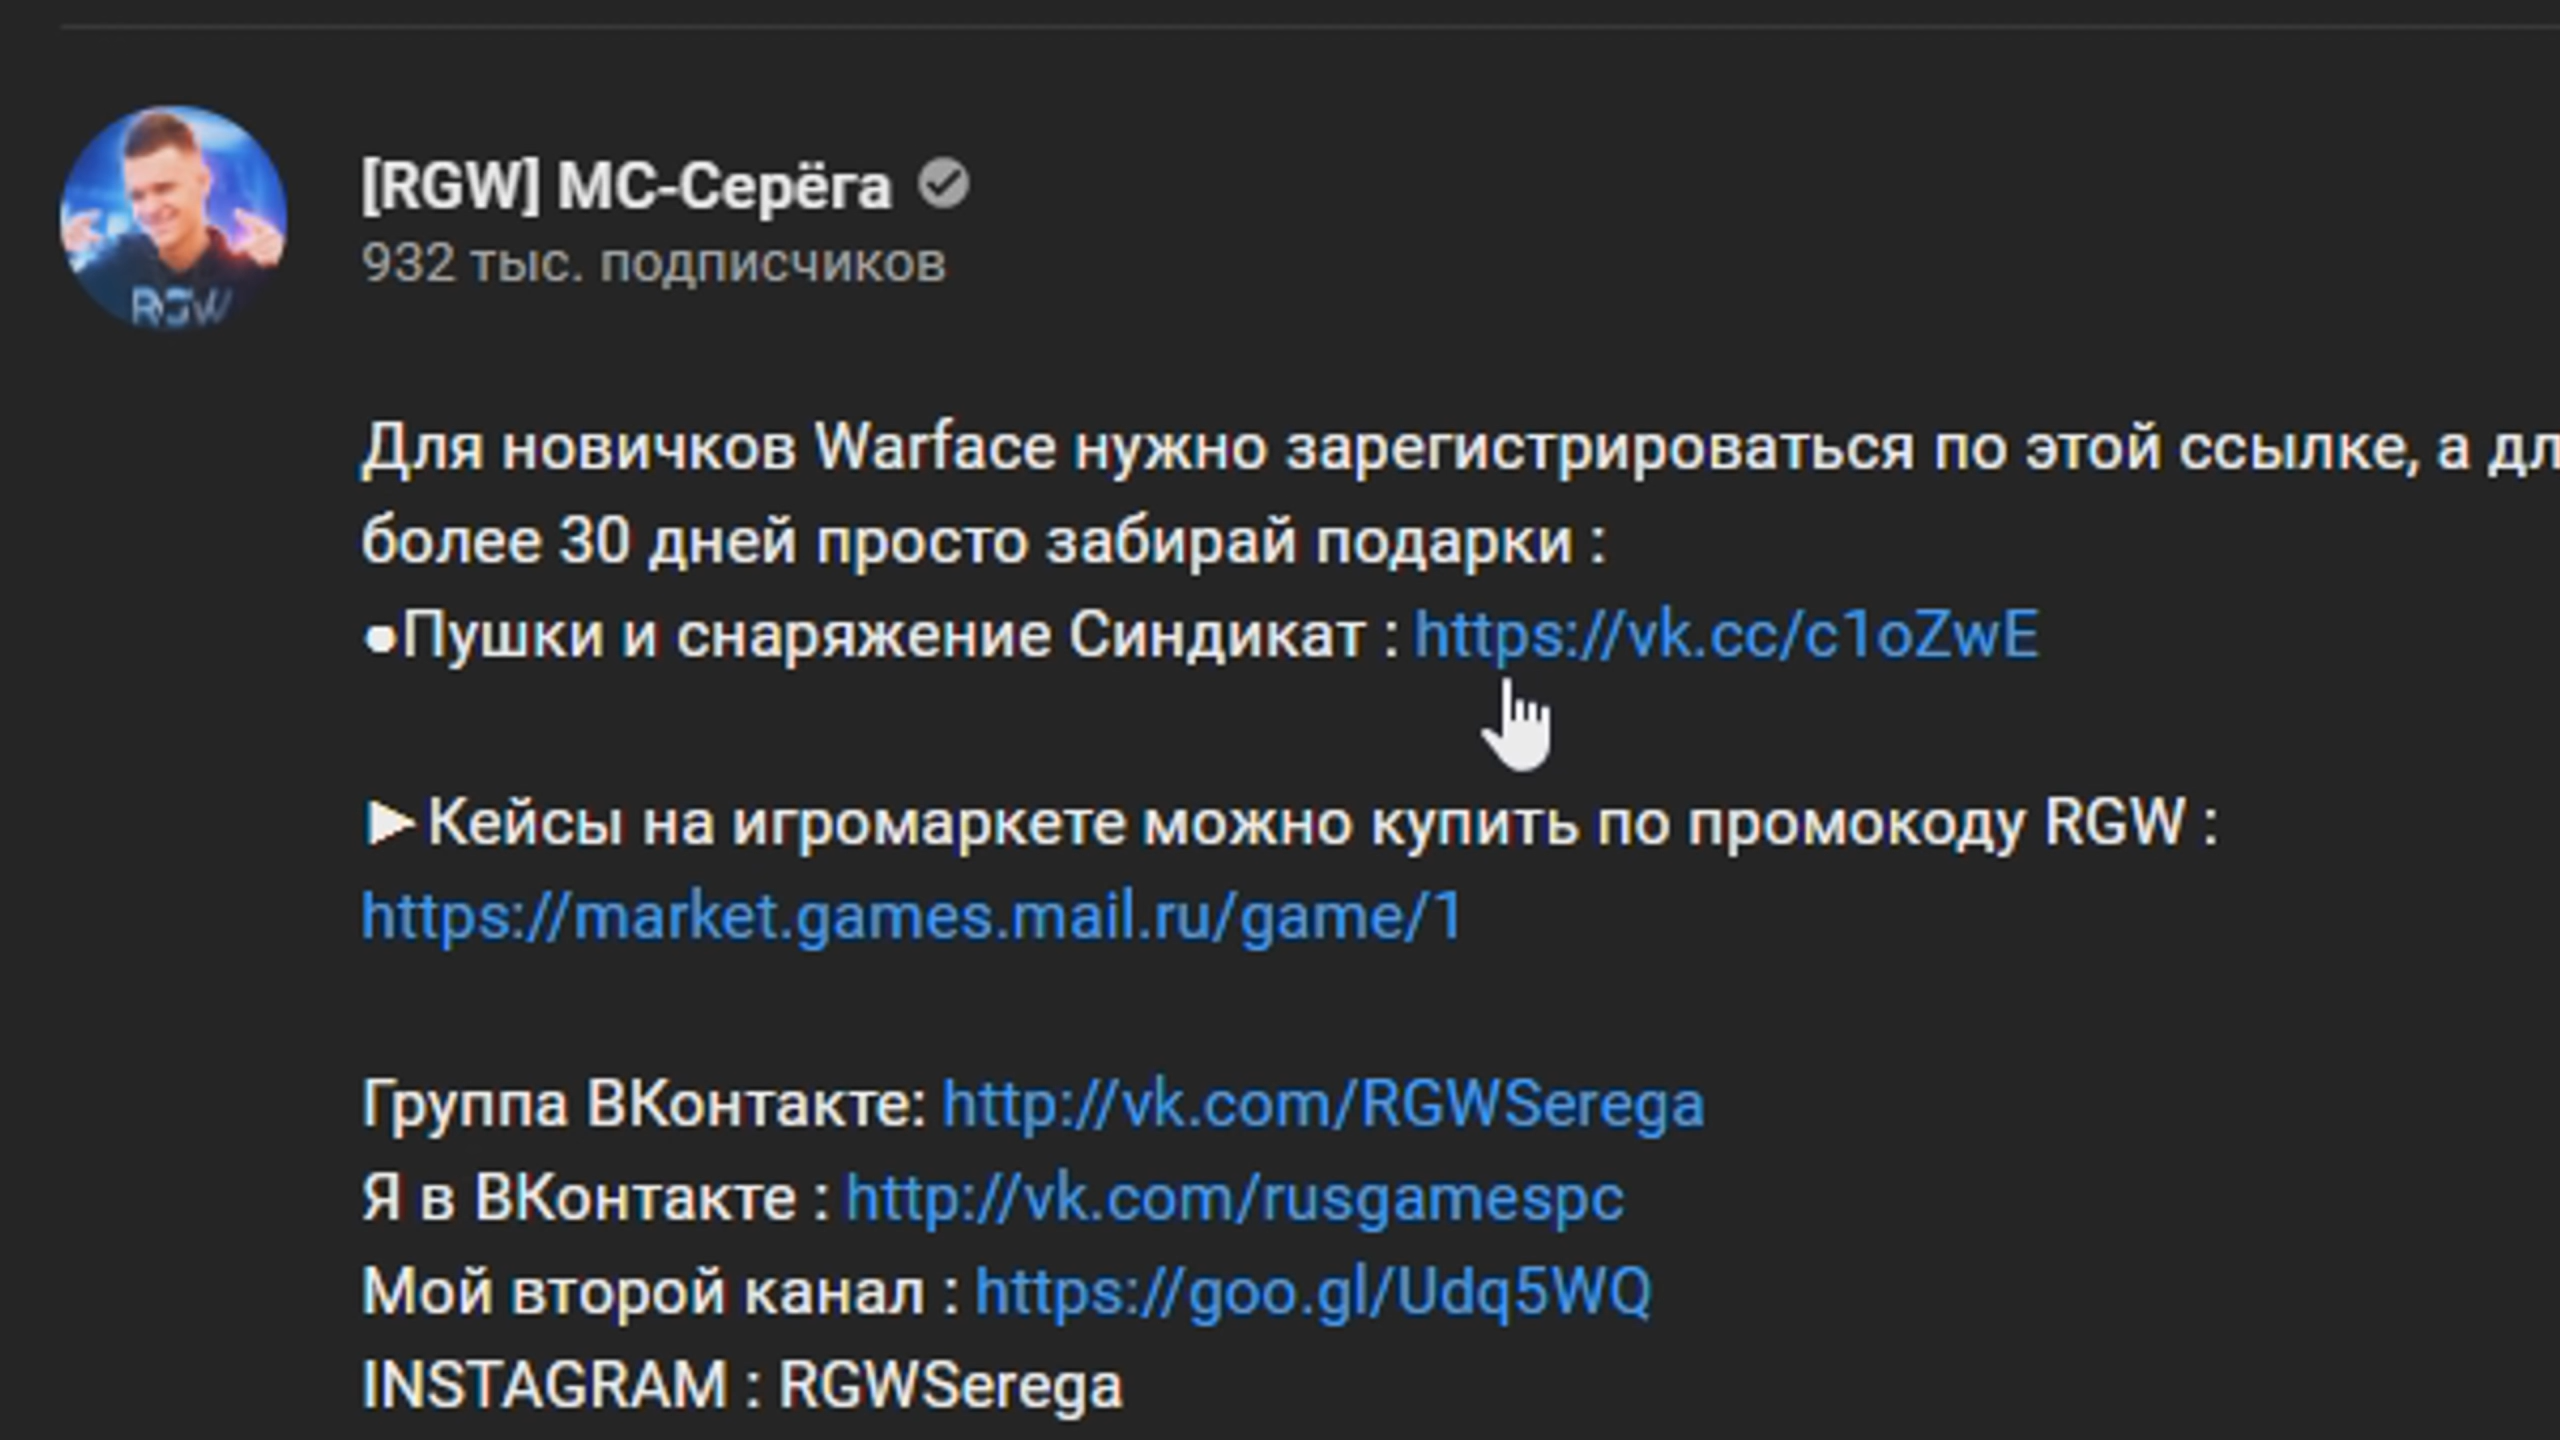 [RGW] МС-Серёга
932 тыс. подписчиков
RGW
Для новичков Warface нужно зарегистрироваться по этой ссылке, а дл
более 30 дней просто забирай подарки :
●Пушки и снаряжение Синдикат : https://vk.cc/c1oZwE
►Кейсы на игромаркете можно купить по промокоду RGW :
https://market.games.mail.ru/game/1
Группа ВКонтакте: http://vk.com/RGWSerega
Я в ВКонтакте : http://vk.com/rusgamespc
Мой второй канал : https://goo.gl/Udq5WQ
INSTAGRAM : RGWSerega